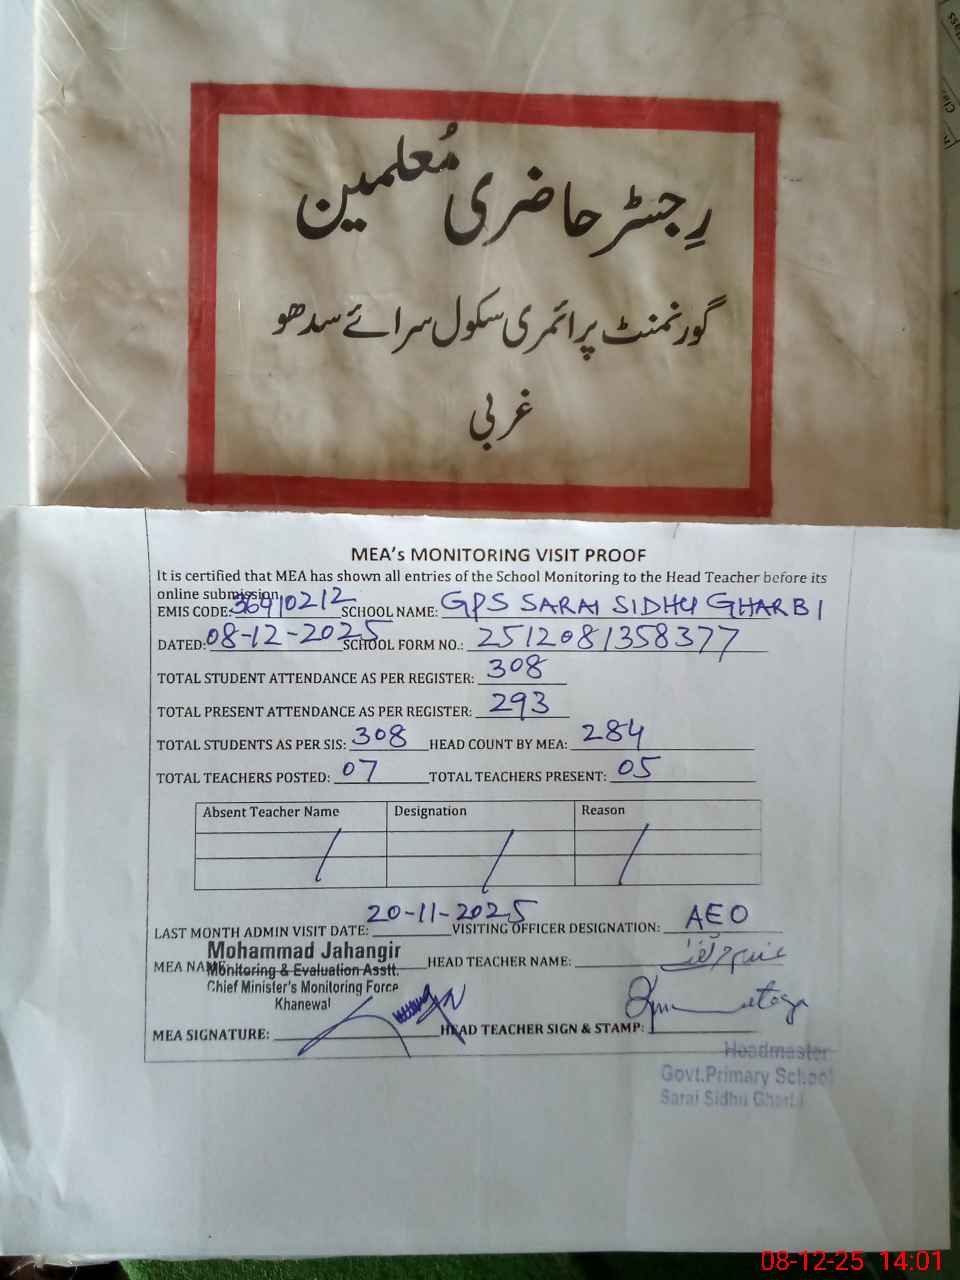 رِجسٹر حاضری مُعلمین
گورنمنٹ پرائمری سکول سرائے سدھو
غربی
MEA's MONITORING VISIT PROOF
It is certified that MEA has shown all entries of the School Monitoring to the Head Teacher before its
online submission.
EMIS CODE: 36910212 SCHOOL NAME: GPS SARAI SIDHU GHARBI
DATED: 08-12-2025 SCHOOL FORM NO.: 2512081358377
TOTAL STUDENT ATTENDANCE AS PER REGISTER: 308
TOTAL PRESENT ATTENDANCE AS PER REGISTER: 293
TOTAL STUDENTS AS PER SIS: 308 HEAD COUNT BY MEA: 284
TOTAL TEACHERS POSTED: 07 TOTAL TEACHERS PRESENT: 05
Absent Teacher Name Designation Reason
LAST MONTH ADMIN VISIT DATE: 20-11-2025 VISITING OFFICER DESIGNATION: AEO
Mohammad Jahangir
MEA NAME HEAD TEACHER NAME:
Monitoring & Evaluation Asstt.
Chief Minister's Monitoring Force
Khanewal
MEA SIGNATURE: HEAD TEACHER SIGN & STAMP:
Headmaster
Govt.Primary School
Sarai Sidhu Gharbi
08-12-25 14:01